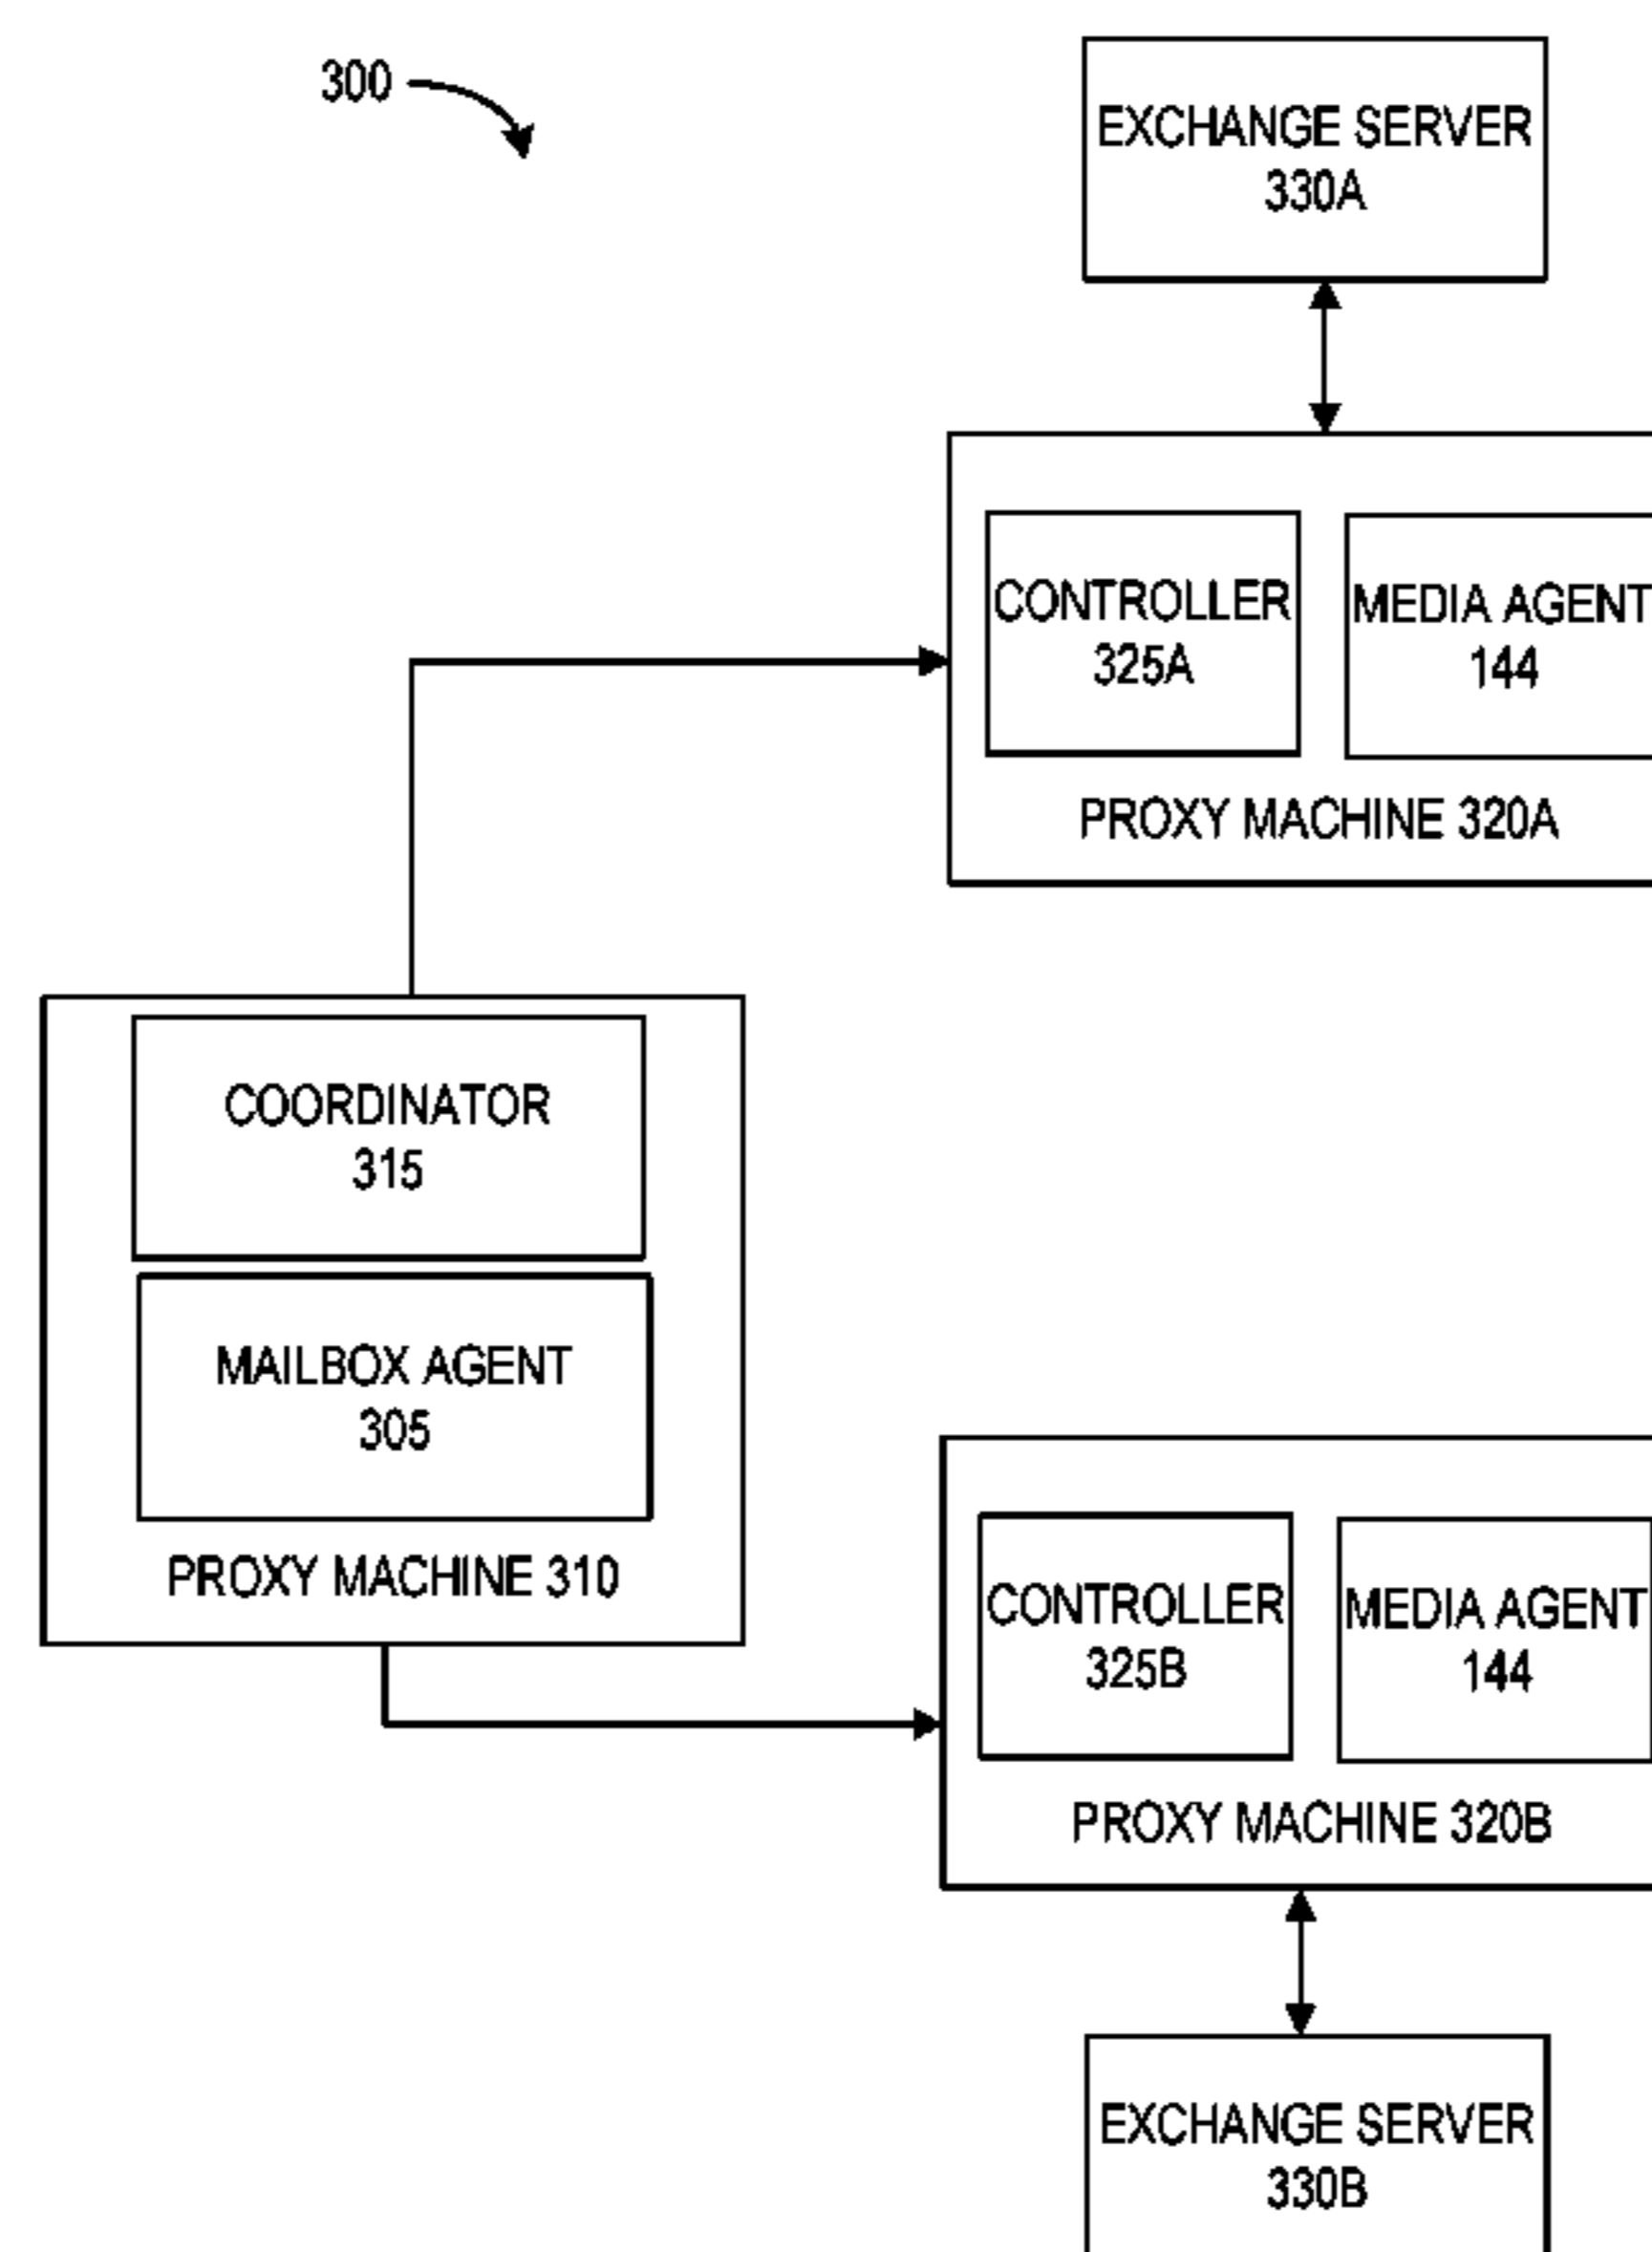 300
EXCHANGE SERVER
330A
CONTROLLER
325A
MEDIA AGENT
144
PROXY MACHINE 320A
COORDINATOR
315
MAILBOX AGENT
305
PROXY MACHINE 310
CONTROLLER
325B
MEDIA AGENT
144
PROXY MACHINE 320B
EXCHANGE SERVER
330B